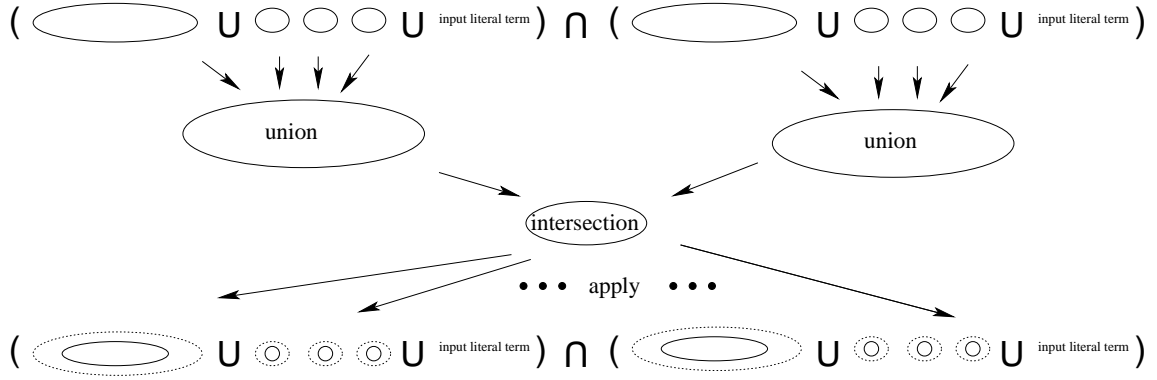 ( ∪ ∪ input literal term ) ∩ ( ∪ ∪ input literal term )
union
union
intersection
• • • apply • • •
( ∪ ∪ input literal term ) ∩ ( ∪ ∪ input literal term )